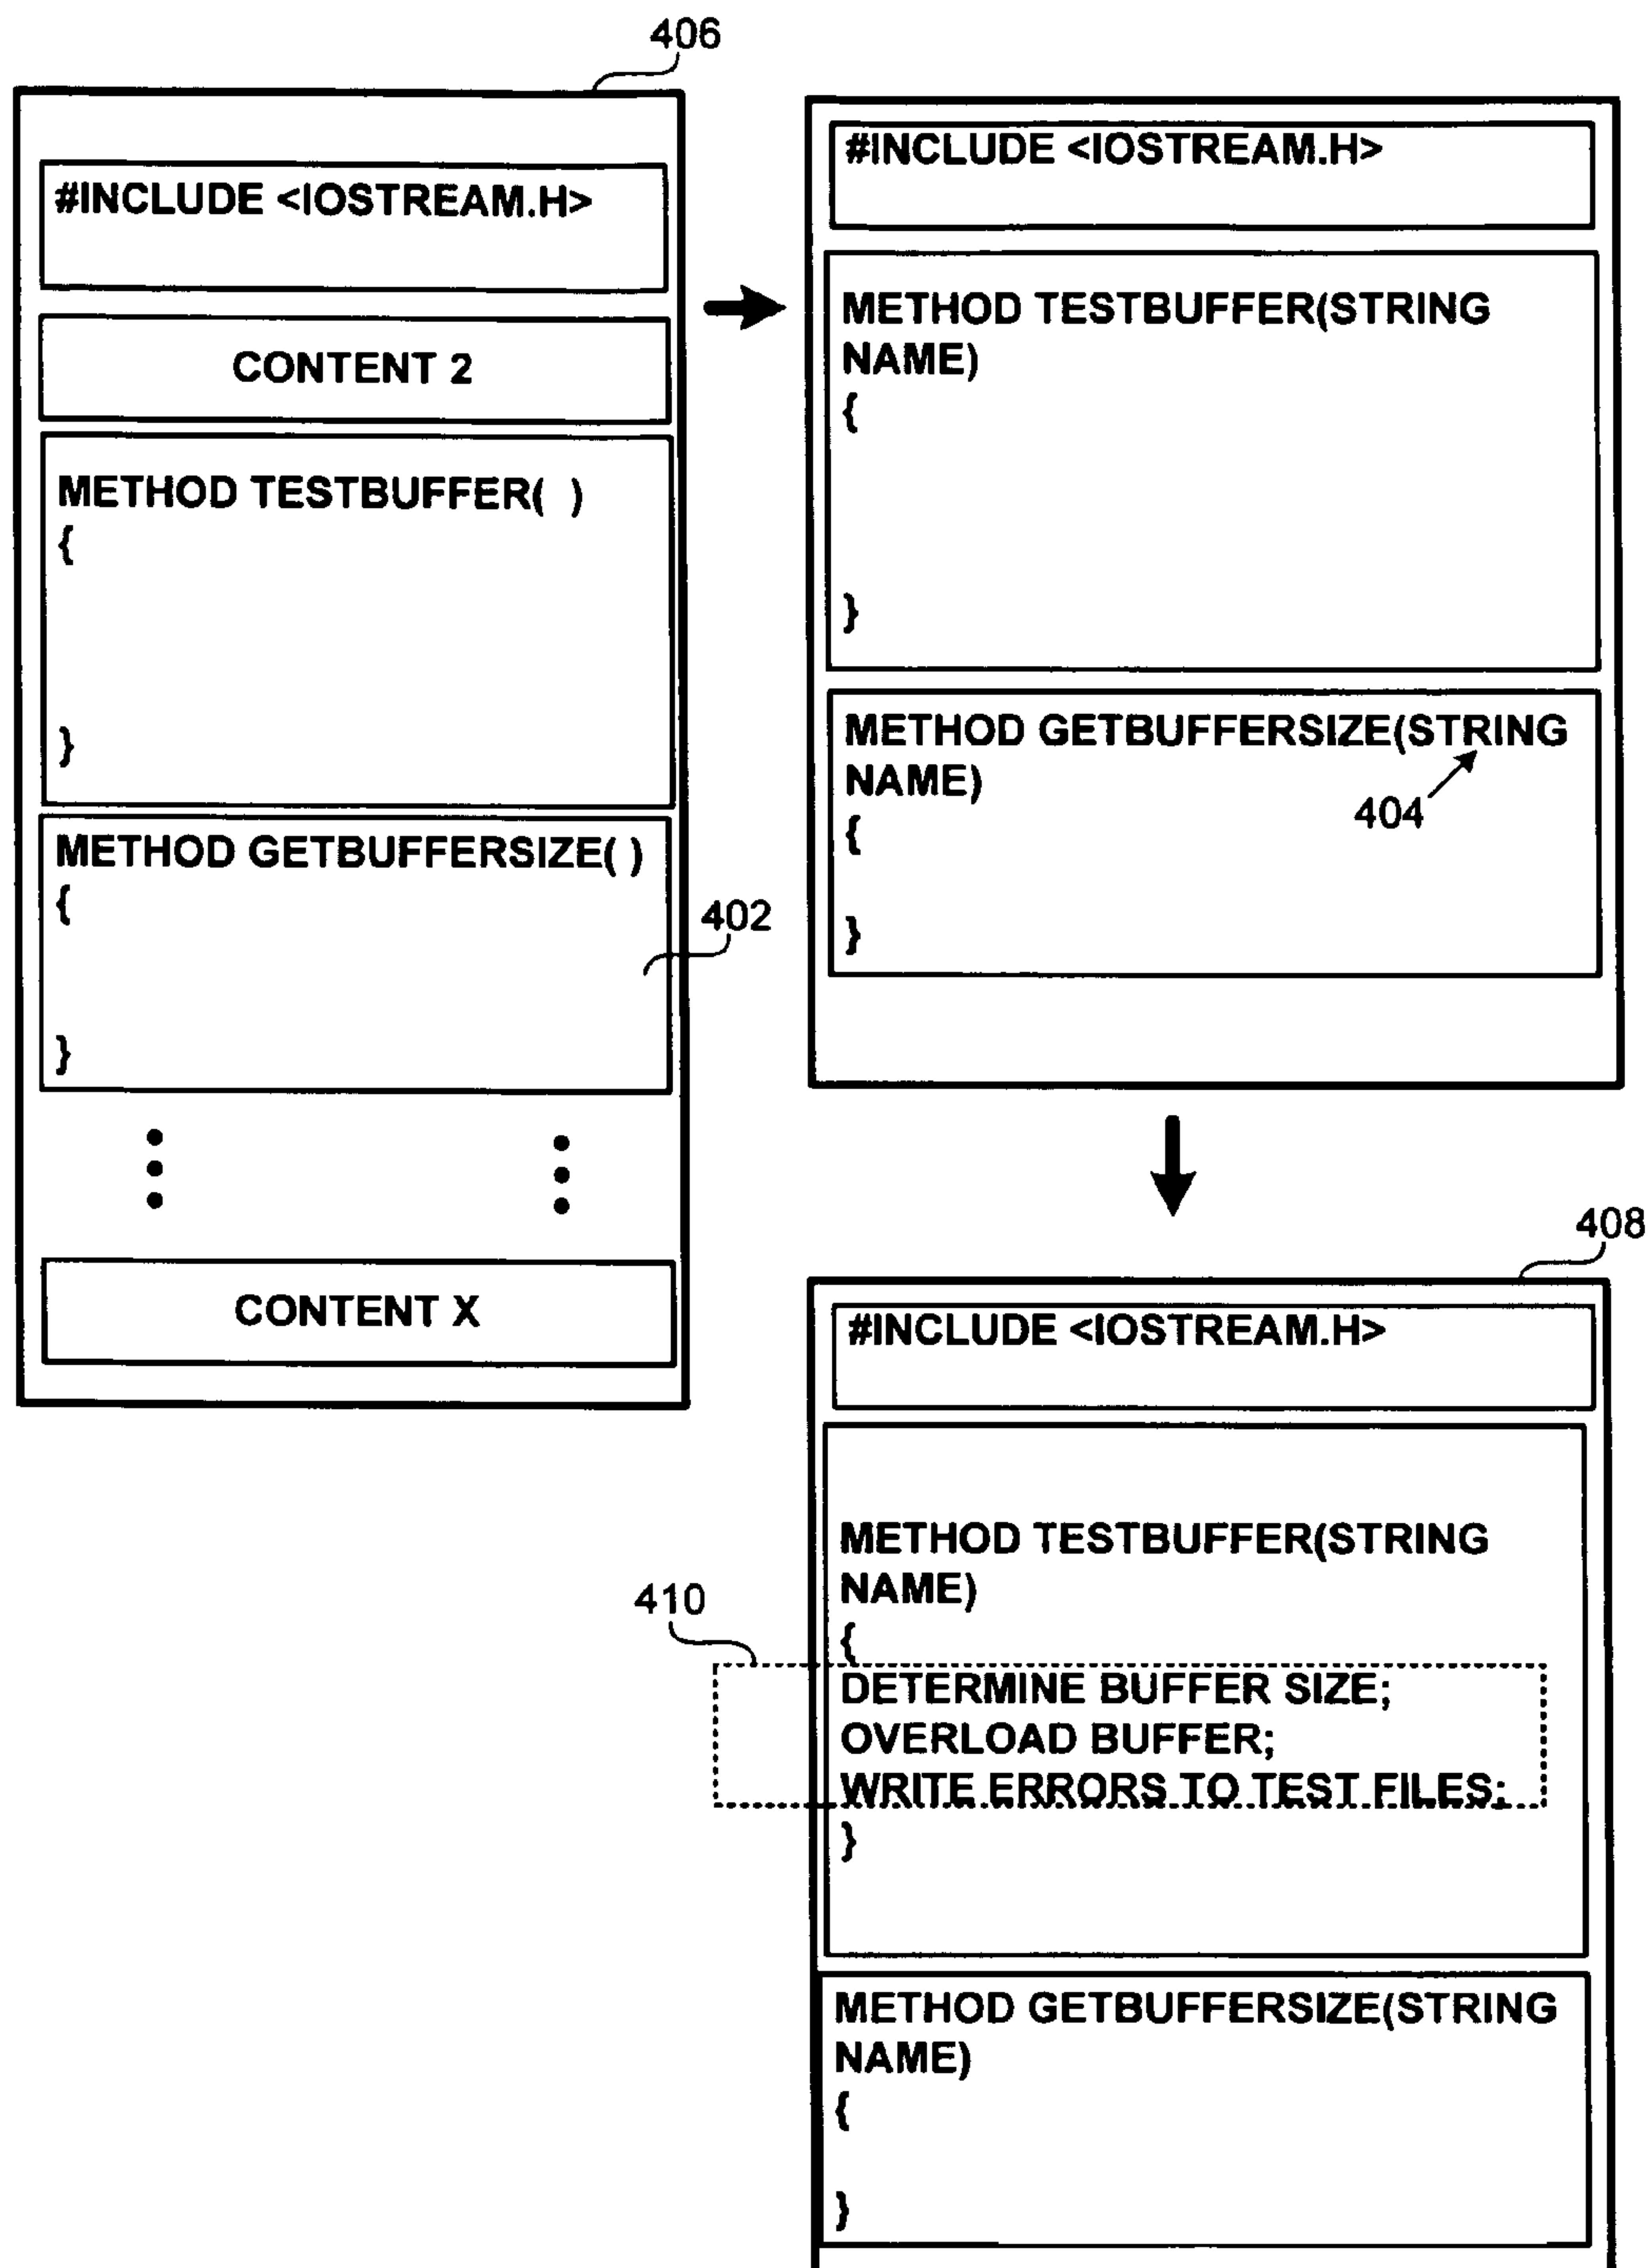 406
#INCLUDE <IOSTREAM.H>
CONTENT 2
METHOD TESTBUFFER( )
{
}
METHOD GETBUFFERSIZE( )
{
402
}
CONTENT X
#INCLUDE <IOSTREAM.H>
METHOD TESTBUFFER(STRING
NAME)
{
}
METHOD GETBUFFERSIZE(STRING
NAME)
404
{
}
408
#INCLUDE <IOSTREAM.H>
METHOD TESTBUFFER(STRING
NAME)
410
{
DETERMINE BUFFER SIZE;
OVERLOAD BUFFER;
WRITE ERRORS TO TEST FILES;
}
METHOD GETBUFFERSIZE(STRING
NAME)
{
}